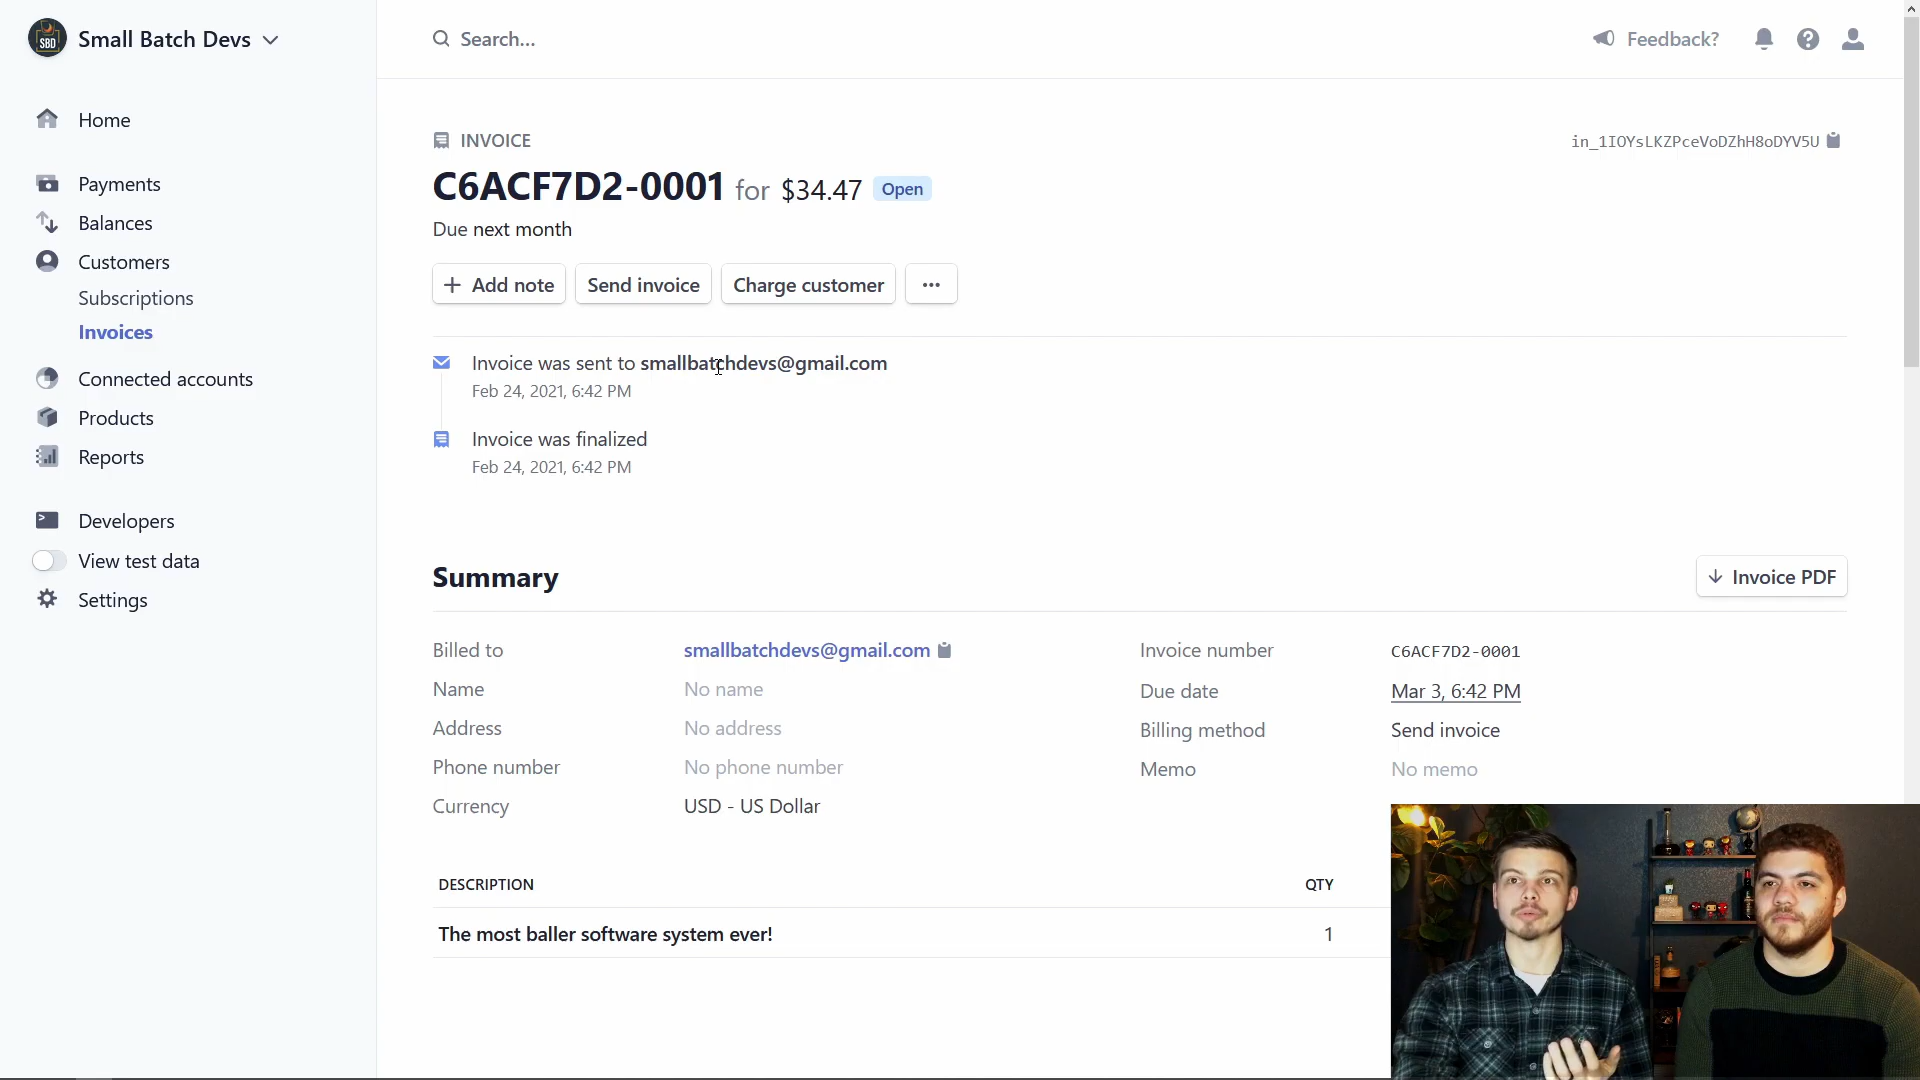 SBD
Small Batch Devs
Search...
Feedback?
Home
Payments
Balances
Customers
Subscriptions
Invoices
Connected accounts
Products
Reports
Developers
View test data
Settings
INVOICE
in_1IOYsLKZPceVoDZhH8oDYV5U
C6ACF7D2-0001 for $34.47 Open
Due next month
Add note
Send invoice
Charge customer
Invoice was sent to smallbatchdevs@gmail.com
Feb 24, 2021, 6:42 PM
Invoice was finalized
Feb 24, 2021, 6:42 PM
Summary
Invoice PDF
Billed to smallbatchdevs@gmail.com
Name No name
Address No address
Phone number No phone number
Currency USD - US Dollar
Invoice number C6ACF7D2-0001
Due date Mar 3, 6:42 PM
Billing method Send invoice
Memo No memo
DESCRIPTION QTY
The most baller software system ever! 1